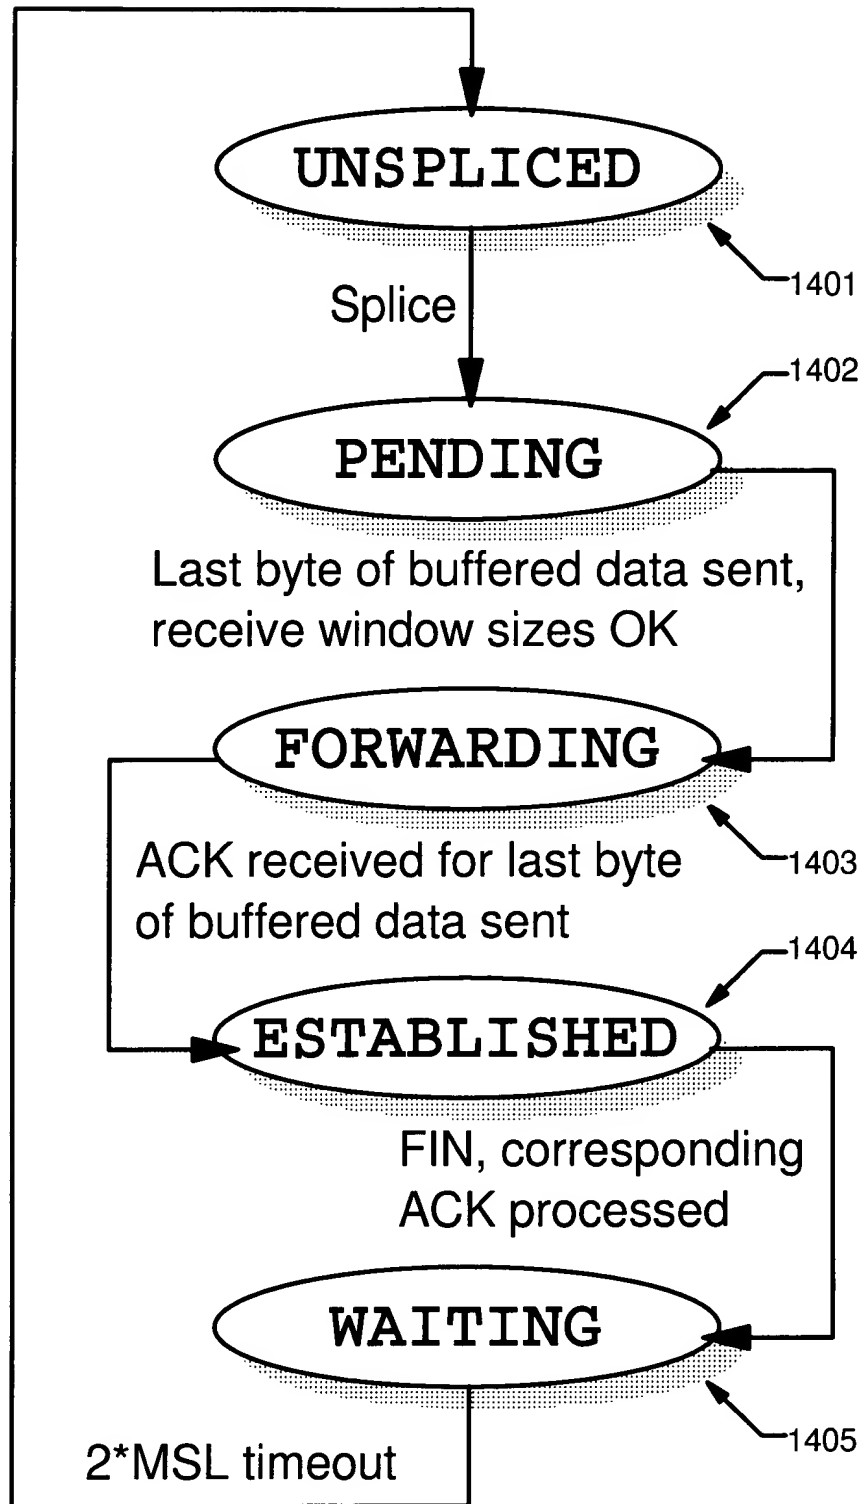 UNSPLICED
1401
Splice
1402
PENDING
Last byte of buffered data sent,
receive window sizes OK
FORWARDING
1403
ACK received for last byte
of buffered data sent
1404
ESTABLISHED
FIN, corresponding
ACK processed
WAITING
1405
2*MSL timeout